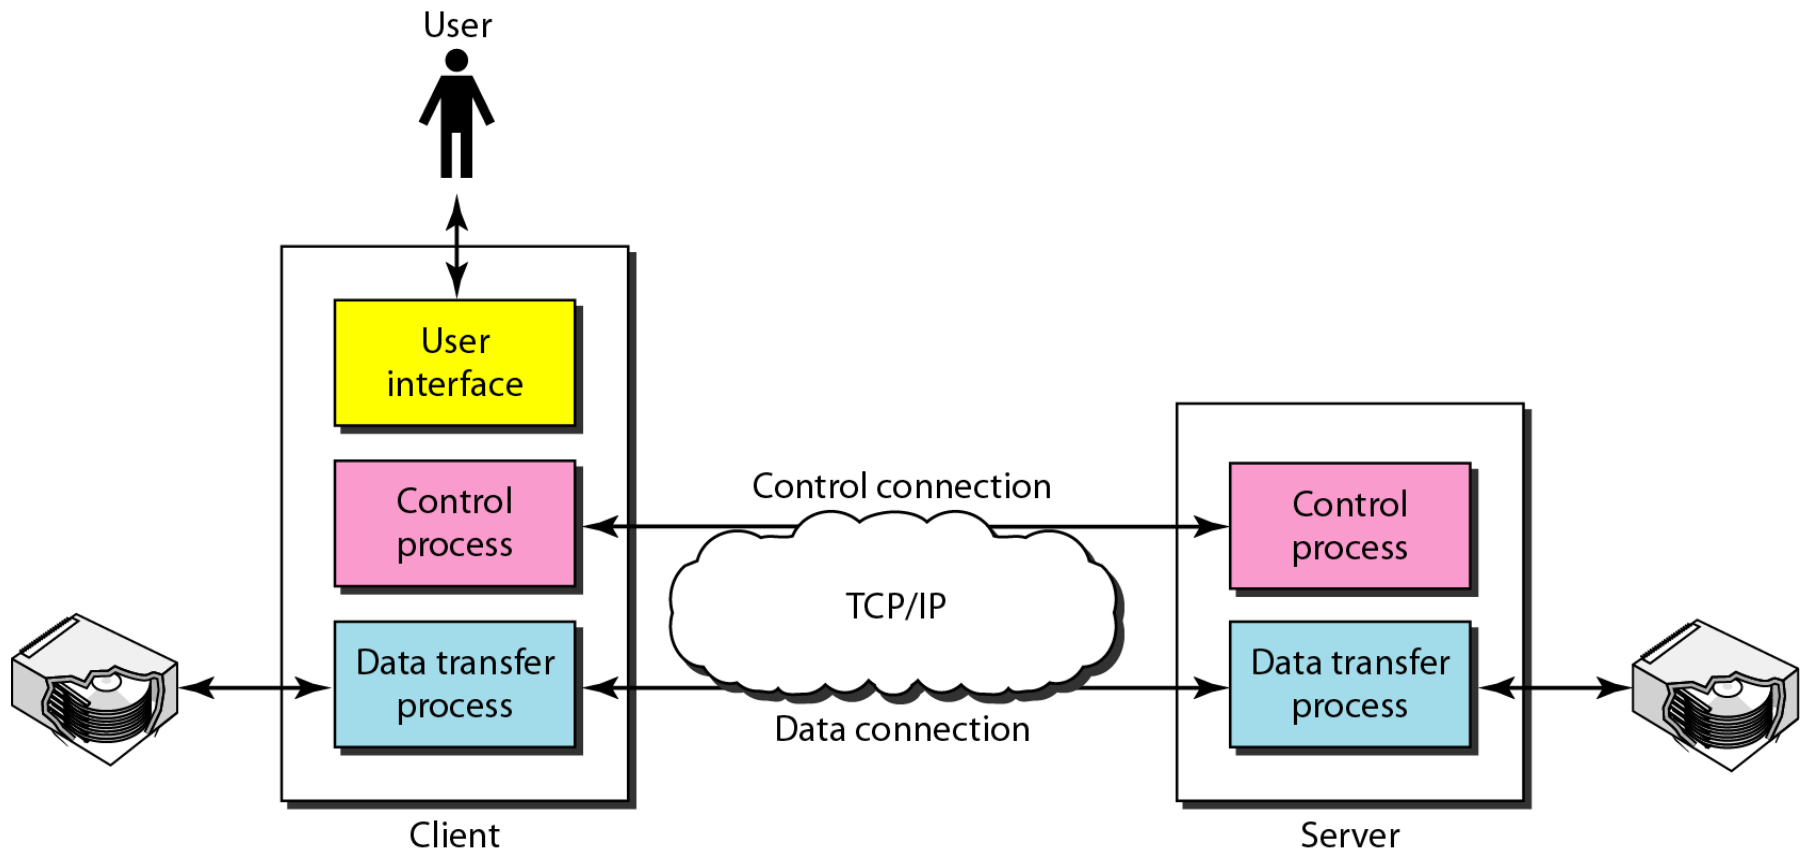 User
User
interface
Control
process
Data transfer
process
Client
Control connection
TCP/IP
Data connection
Control
process
Data transfer
process
Server